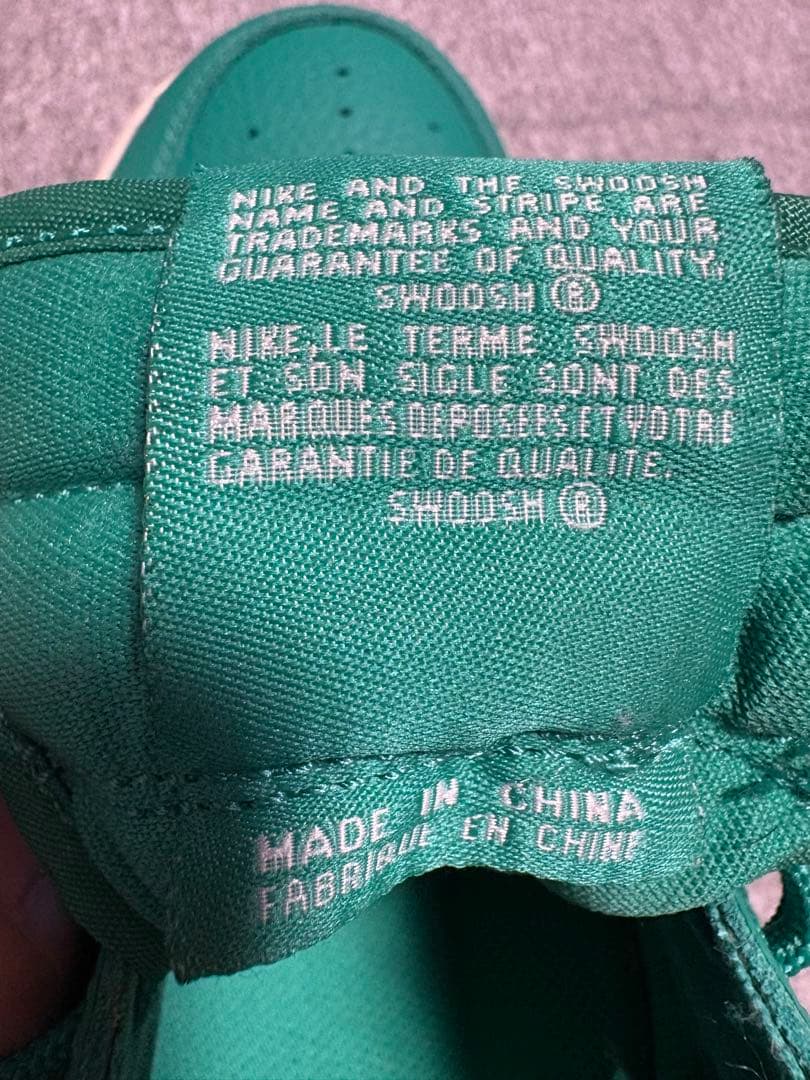 NIKE AND THE SWOOSH
NAME AND STRIPE ARE
TRADEMARKS AND YOUR
GUARANTEE OF QUALITY.
SWOOSH ®
NIKE,LE TERME SWOOSH
ET SON SIGLE SONT DES
MARQUES DEPOSEES ET VOTRE
GARANTIE DE QUALITE.
SWOOSH ®
MADE IN CHINA
FABRIQUE EN CHINE